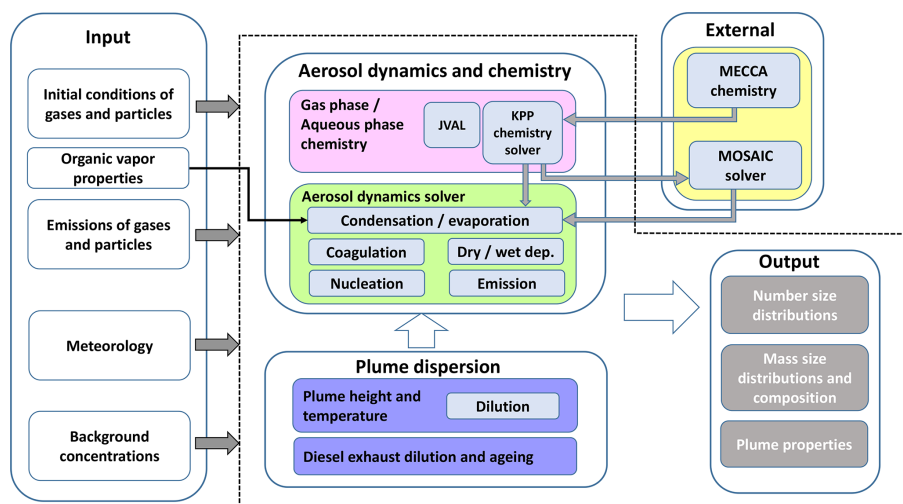 Input
Initial conditions of
gases and particles
Organic vapor
properties
Emissions of gases
and particles
Meteorology
Background
concentrations
Aerosol dynamics and chemistry
Gas phase /
Aqueous phase
chemistry
JVAL
KPP
chemistry
solver
Aerosol dynamics solver
Condensation / evaporation
Coagulation
Dry / wet dep.
Nucleation
Emission
Plume dispersion
Plume height and
temperature
Dilution
Diesel exhaust dilution and ageing
External
MECCA
chemistry
MOSAIC
solver
Output
Number size
distributions
Mass size
distributions and
composition
Plume properties